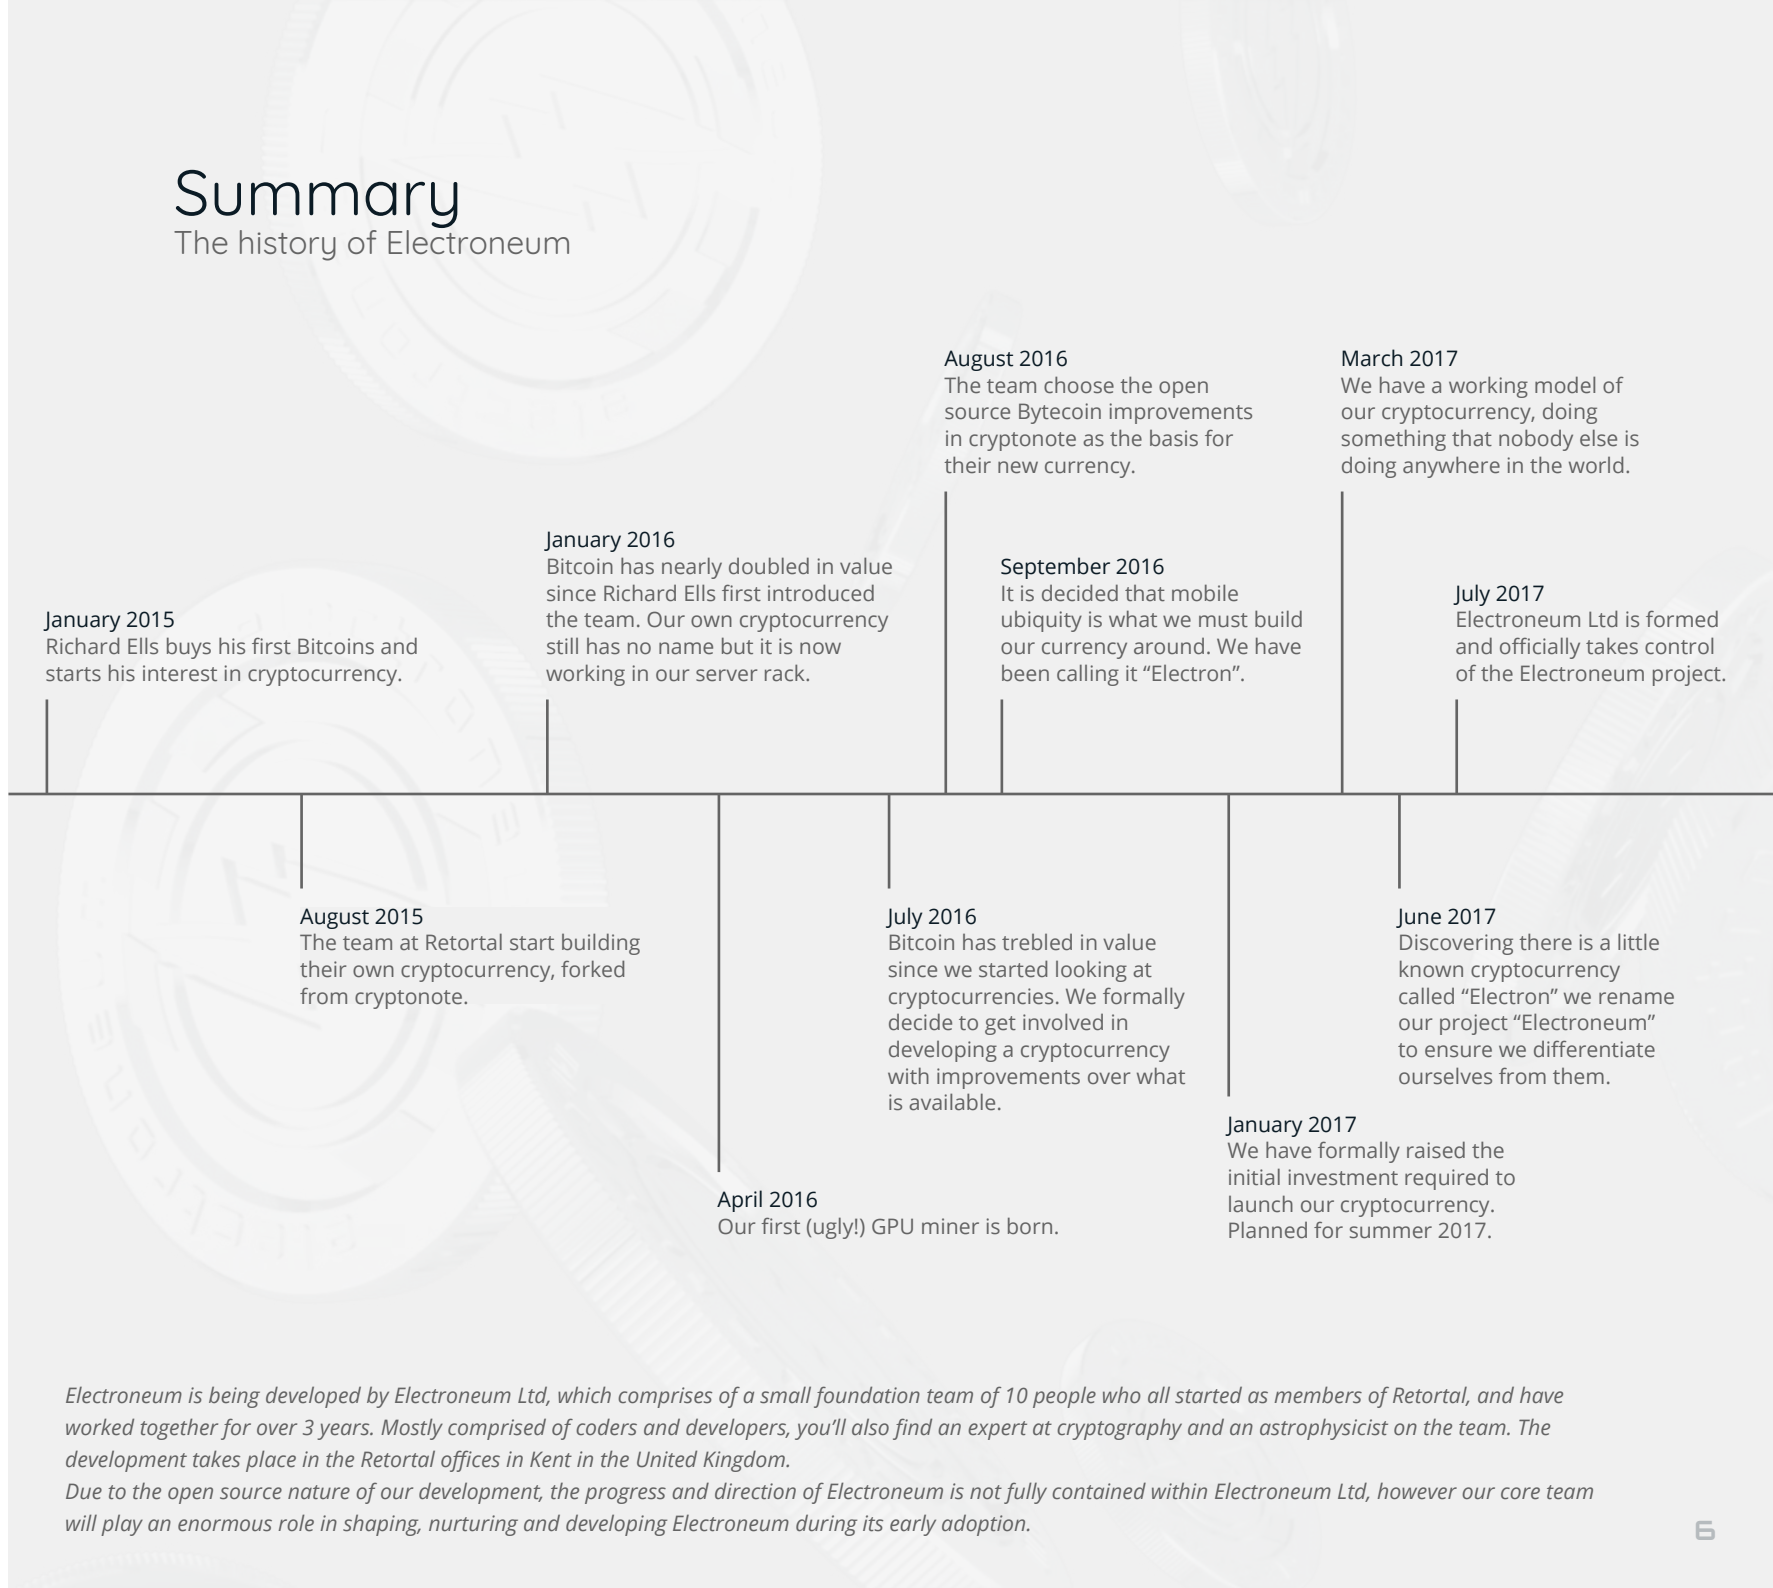 Summary
The history of Electroneum
August 2016
The team choose the open
source Bytecoin improvements
in cryptonote as the basis for
their new currency.
March 2017
We have a working model of
our cryptocurrency, doing
something that nobody else is
doing anywhere in the world.
January 2016
Bitcoin has nearly doubled in value
since Richard Ells first introduced
the team. Our own cryptocurrency
still has no name but it is now
working in our server rack.
September 2016
It is decided that mobile
ubiquity is what we must build
our currency around. We have
been calling it “Electron”.
July 2017
Electroneum Ltd is formed
and officially takes control
of the Electroneum project.
January 2015
Richard Ells buys his first Bitcoins and
starts his interest in cryptocurrency.
August 2015
The team at Retortal start building
their own cryptocurrency, forked
from cryptonote.
July 2016
Bitcoin has trebled in value
since we started looking at
cryptocurrencies. We formally
decide to get involved in
developing a cryptocurrency
with improvements over what
is available.
June 2017
Discovering there is a little
known cryptocurrency
called “Electron” we rename
our project “Electroneum”
to ensure we differentiate
ourselves from them.
April 2016
Our first (ugly!) GPU miner is born.
January 2017
We have formally raised the
initial investment required to
launch our cryptocurrency.
Planned for summer 2017.
Electroneum is being developed by Electroneum Ltd, which comprises of a small foundation team of 10 people who all started as members of Retortal, and have
worked together for over 3 years. Mostly comprised of coders and developers, you’ll also find an expert at cryptography and an astrophysicist on the team. The
development takes place in the Retortal offices in Kent in the United Kingdom.
Due to the open source nature of our development, the progress and direction of Electroneum is not fully contained within Electroneum Ltd, however our core team
will play an enormous role in shaping, nurturing and developing Electroneum during its early adoption.
6